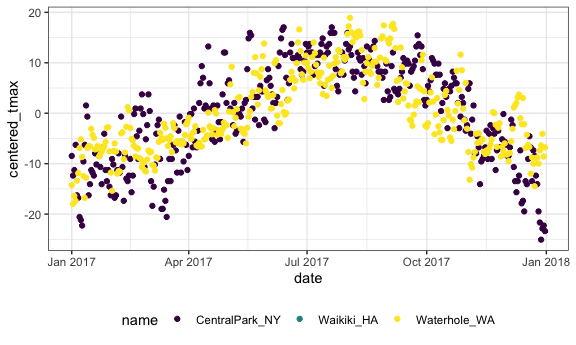 20
10
0
-10
-20
centered_tmax
Jan 2017 Apr 2017 Jul 2017 Oct 2017 Jan 2018
date
name CentralPark_NY Waikiki_HA Waterhole_WA